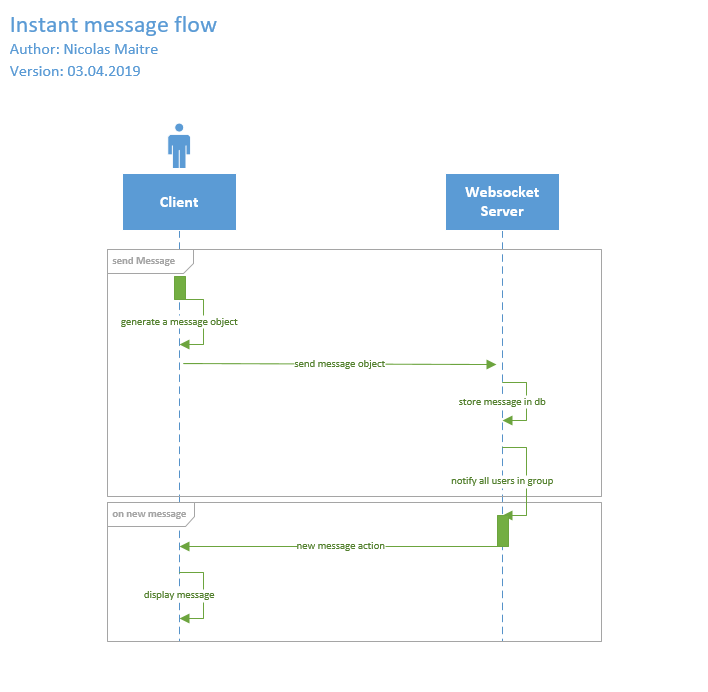 Instant message flow
Author: Nicolas Maitre
Version: 03.04.2019
Client
Websocket
Server
send Message
generate a message object
send message object
store message in db
notify all users in group
on new message
new message action
display message